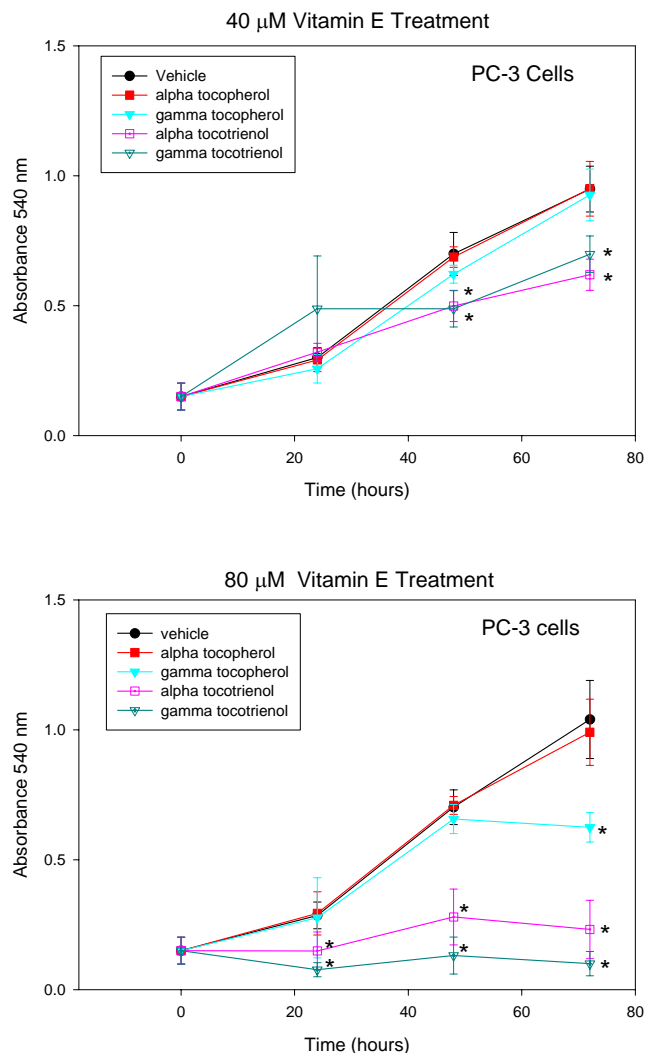 40 μM Vitamin E Treatment
1.5
Vehicle
alpha tocopherol
gamma tocopherol
alpha tocotrienol
gamma tocotrienol
PC-3 Cells
1.0
Absorbance 540 nm
0.5
*
*
*
*
0.0
0
20
40
60
80
Time (hours)
80 μM Vitamin E Treatment
1.5
vehicle
alpha tocopherol
gamma tocopherol
alpha tocotrienol
gamma tocotrienol
PC-3 cells
1.0
Absorbance 540 nm
*
0.5
*
*
*
*
*
*
0.0
0
20
40
60
80
Time (hours)